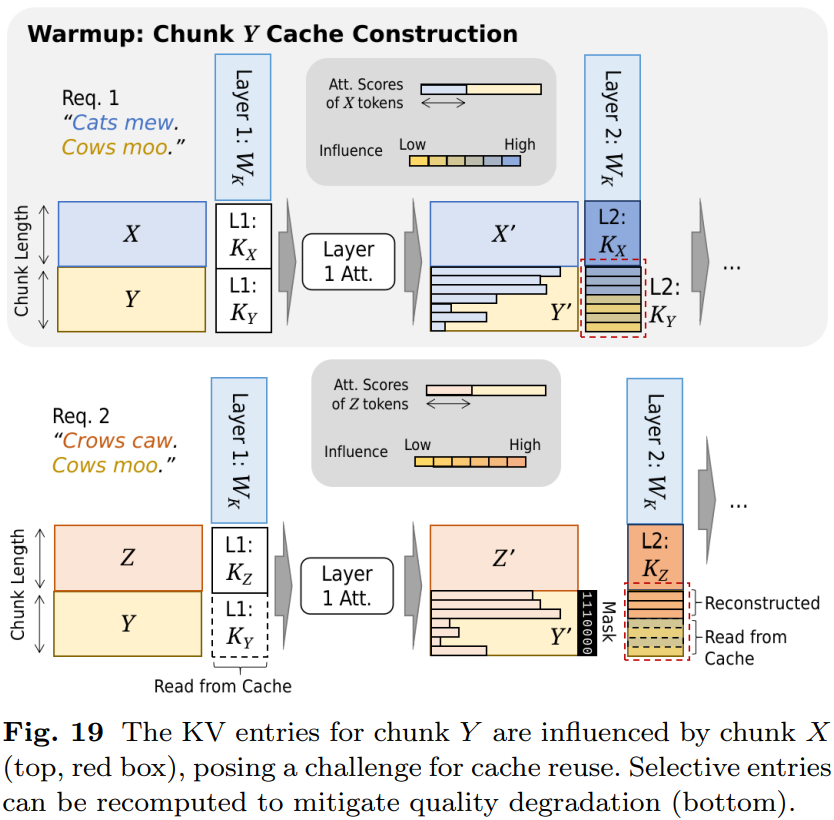 Warmup: Chunk Y Cache Construction
Req. 1
“Cats mew.
Cows moo.”
Layer 1: W_K
Att. Scores
of X tokens
Influence
Low
High
Layer 2: W_K
Chunk Length
X
Y
L1:
K_X
L1:
K_Y
Layer
1 Att.
X'
Y'
L2:
K_X
L2:
K_Y
...
Req. 2
“Crows caw.
Cows moo.”
Layer 1: W_K
Att. Scores
of Z tokens
Influence
Low
High
Layer 2: W_K
Chunk Length
Z
Y
L1:
K_Z
L1:
K_Y
Read from Cache
Layer
1 Att.
Z'
Y'
1110000
Mask
L2:
K_Z
Reconstructed
Read from
Cache
...
Fig. 19 The KV entries for chunk Y are influenced by chunk X
(top, red box), posing a challenge for cache reuse. Selective entries
can be recomputed to mitigate quality degradation (bottom).